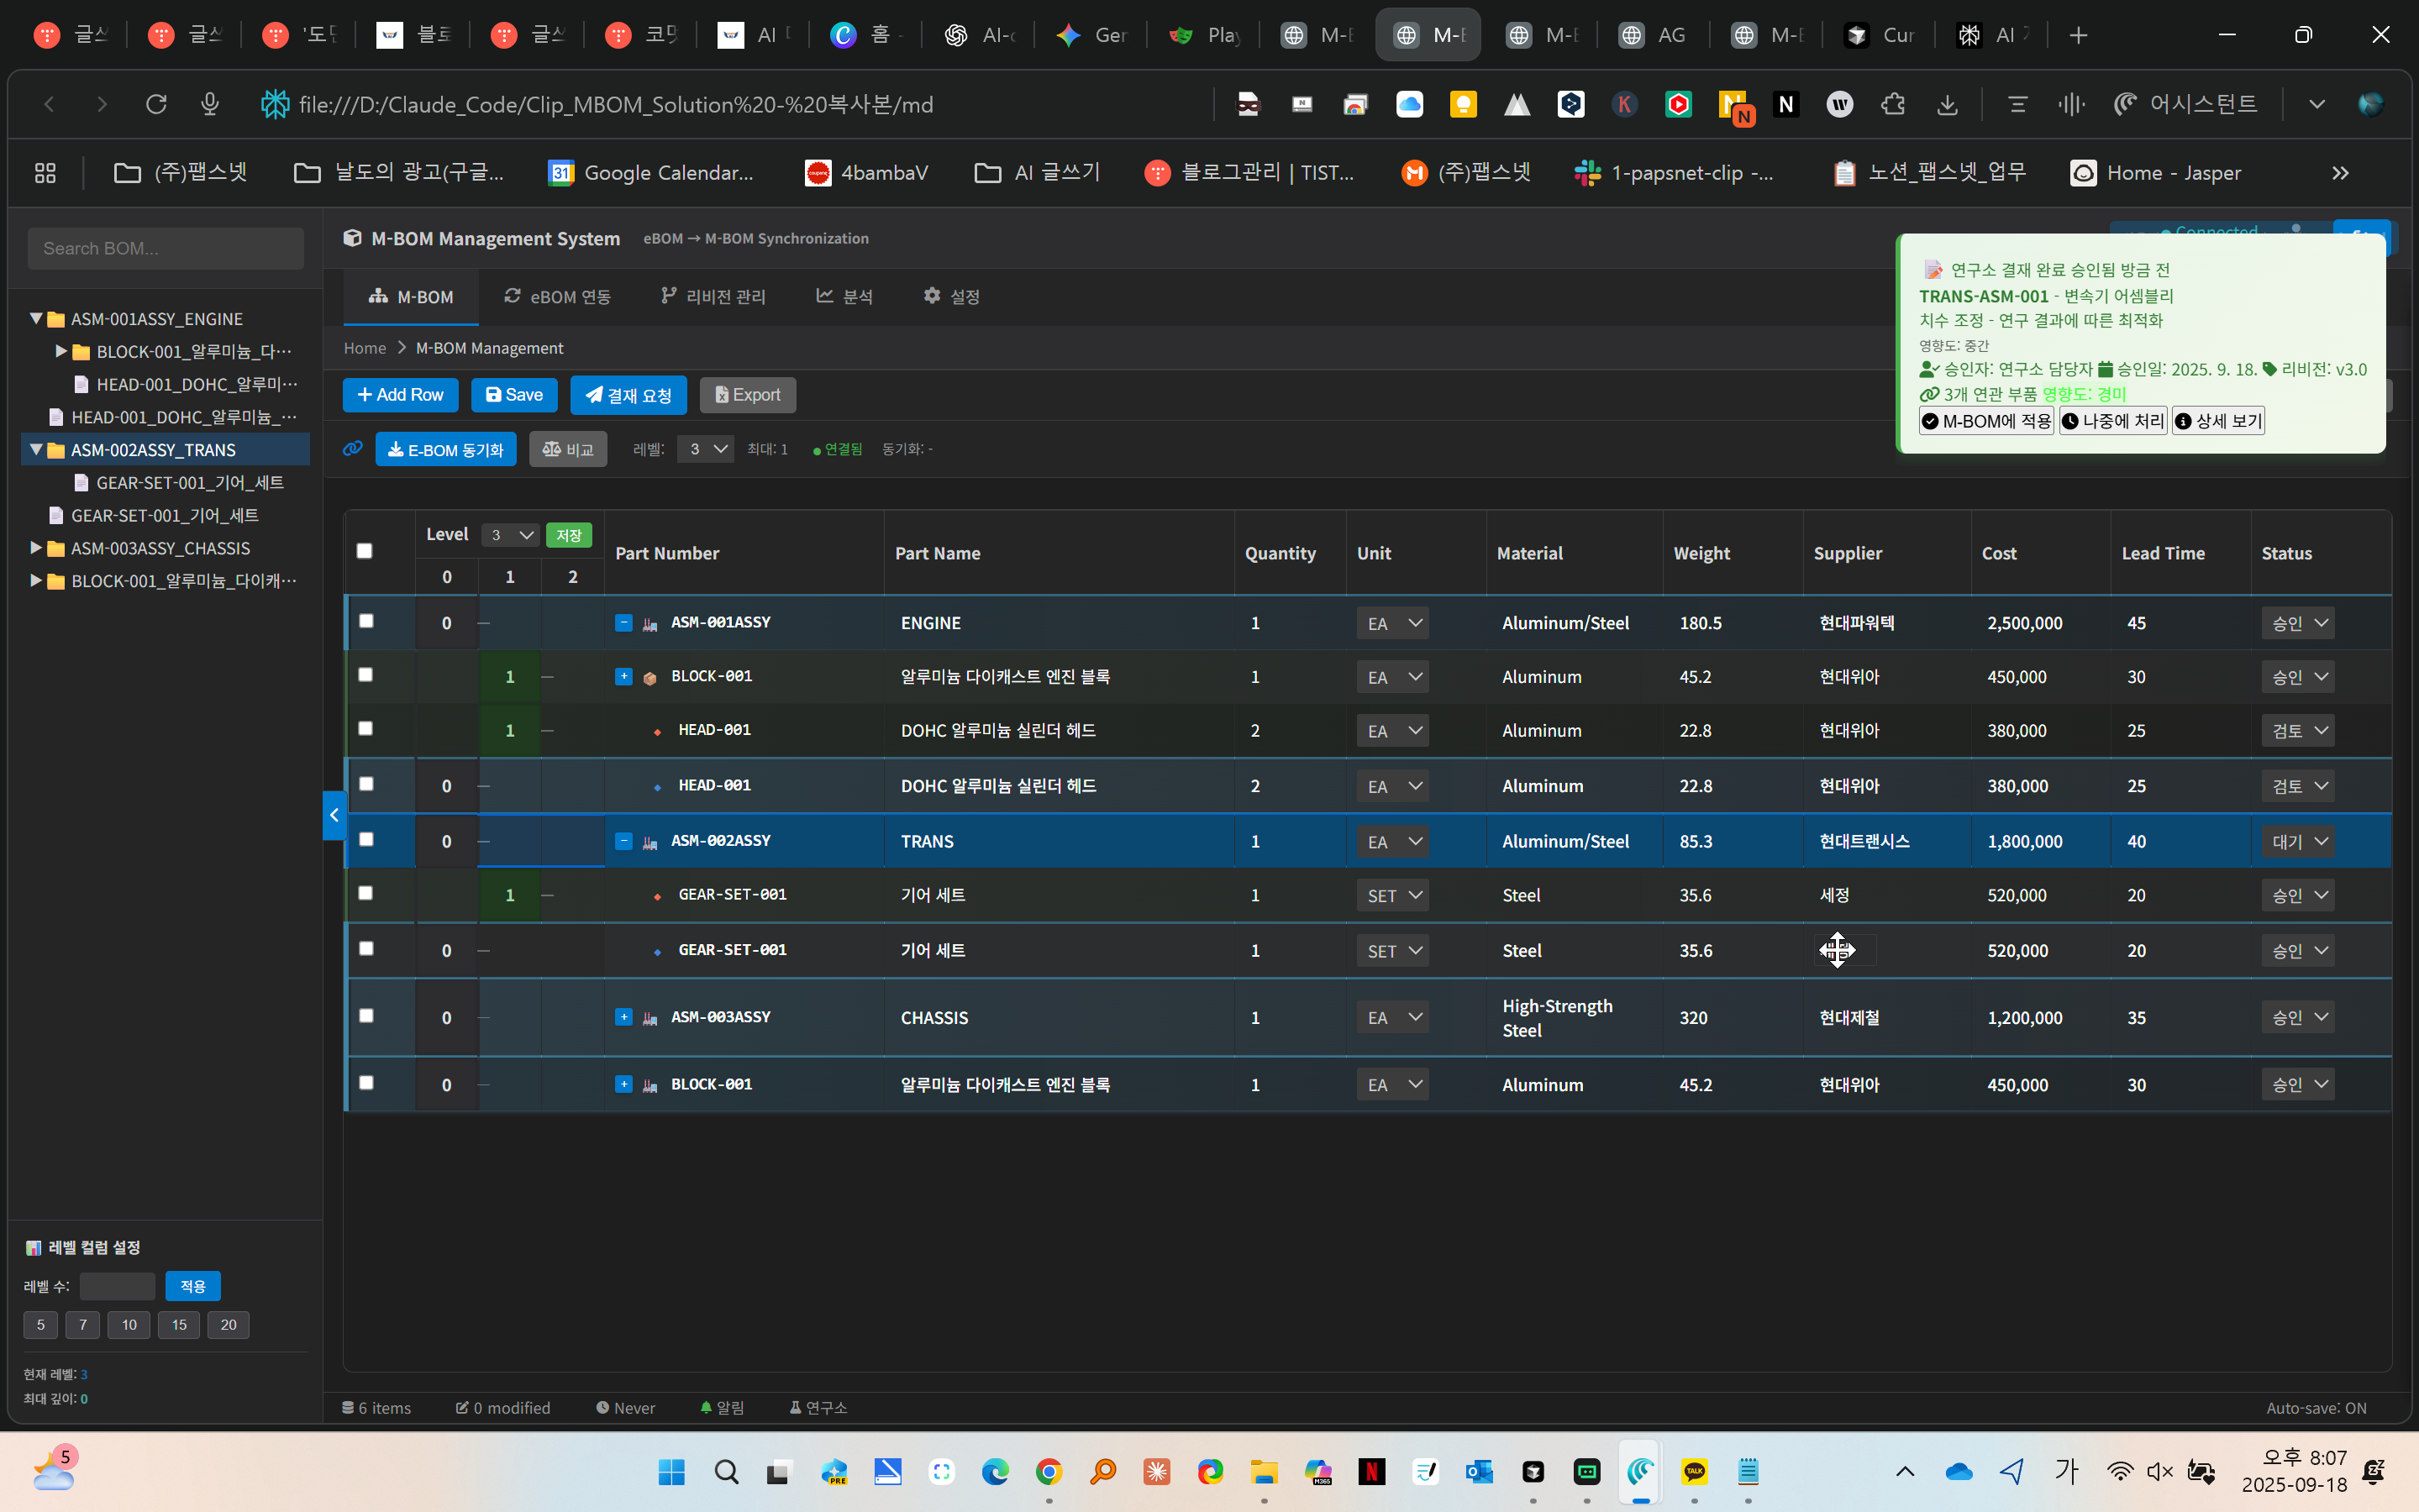 글쓰
글쓰
블로
글쓰
AI
홈 -
Play
AG
Cur
AI
file:///D:/Claude_Code/Clip_MBOM_Solution%20-%20복사본/md
어시스턴트
(주)팹스넷
날도의 광고(구글...
Google Calendar...
4bambaV
AI 글쓰기
블로그관리 | TIST...
(주)팹스넷
1-papsnet-clip -...
노션_팹스넷_업무
Home - Jasper
Search BOM...
M-BOM Management System
eBOM → M-BOM Synchronization
M-BOM
eBOM 연동
리비전 관리
분석
설정
Home > M-BOM Management
+ Add Row
Save
결재 요청
Export
E-BOM 동기화
비교
레벨:
3
최대: 1
연결됨
동기화: -
📝 연구소 결재 완료 승인됨 방금 전
TRANS-ASM-001 - 변속기 어셈블리
치수 조정 - 연구 결과에 따른 최적화
영향도: 중간
승인자: 연구소 담당자 승인일: 2025. 9. 18. 리비전: v3.0
3개 연관 부품 영향도: 경미
M-BOM에 적용 나중에 처리 상세 보기
ASM-001ASSY_ENGINE
BLOCK-001_알루미늄_다…
HEAD-001_DOHC_알루미…
HEAD-001_DOHC_알루미늄_…
ASM-002ASSY_TRANS
GEAR-SET-001_기어_세트
GEAR-SET-001_기어_세트
ASM-003ASSY_CHASSIS
BLOCK-001_알루미늄_다이캐…
Level 3 저장 Part Number Part Name Quantity Unit Material Weight Supplier Cost Lead Time Status
0 1 2
0 — − ASM-001ASSY ENGINE 1 EA Aluminum/Steel 180.5 현대파워텍 2,500,000 45 승인
1 — + BLOCK-001 알루미늄 다이캐스트 엔진 블록 1 EA Aluminum 45.2 현대위아 450,000 30 승인
1 — HEAD-001 DOHC 알루미늄 실린더 헤드 2 EA Aluminum 22.8 현대위아 380,000 25 검토
0 — HEAD-001 DOHC 알루미늄 실린더 헤드 2 EA Aluminum 22.8 현대위아 380,000 25 검토
0 — − ASM-002ASSY TRANS 1 EA Aluminum/Steel 85.3 현대트랜시스 1,800,000 40 대기
1 — GEAR-SET-001 기어 세트 1 SET Steel 35.6 세정 520,000 20 승인
0 — GEAR-SET-001 기어 세트 1 SET Steel 35.6 520,000 20 승인
0 — + ASM-003ASSY CHASSIS 1 EA High-Strength Steel 320 현대제철 1,200,000 35 승인
0 — + BLOCK-001 알루미늄 다이캐스트 엔진 블록 1 EA Aluminum 45.2 현대위아 450,000 30 승인
레벨 컬럼 설정
레벨 수:
적용
5 7 10 15 20
현재 레벨: 3
최대 깊이: 0
6 items
0 modified
Never
알림
연구소
Auto-save: ON
5
PRE
M365
TALK
가
오후 8:07
2025-09-18